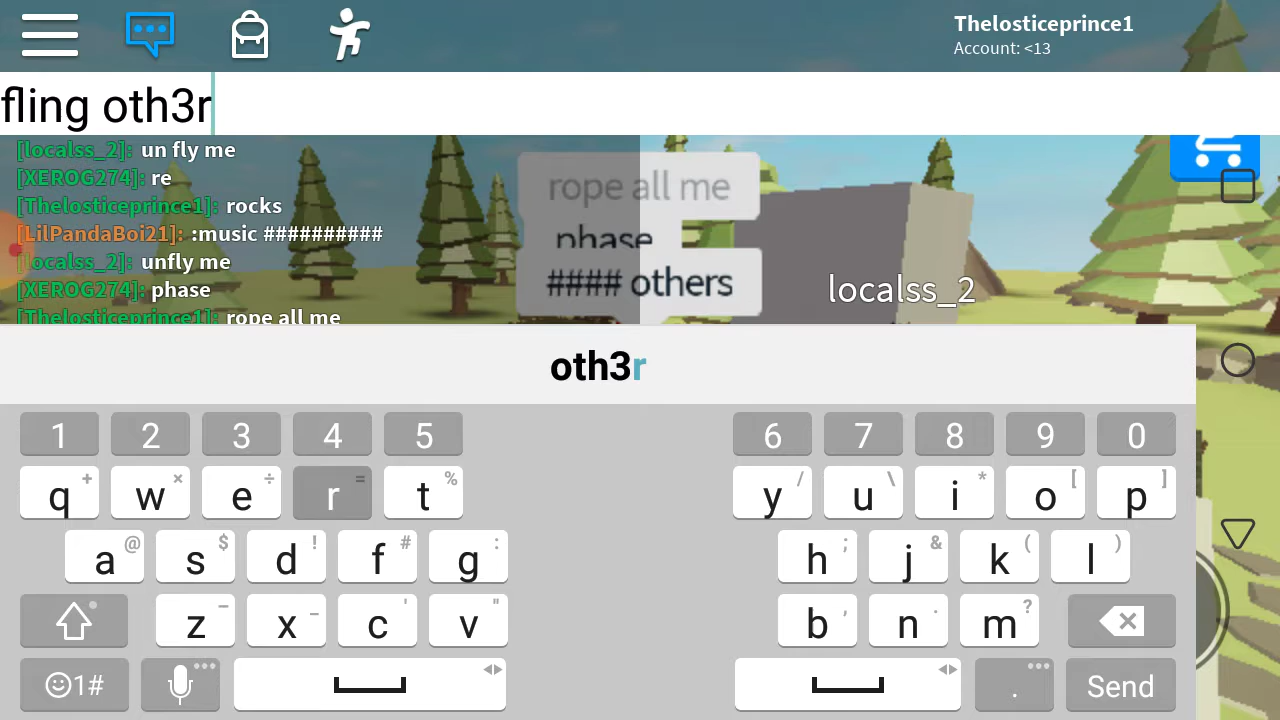 Thelosticeprince1
Account: <13
fling oth3r
[localss_2]: un fly me
[XEROG274]: re
[Thelosticeprince1]: rocks
[LilPandaBoi21]: :music ##########
[localss_2]: unfly me
[XEROG274]: phase
[Thelosticeprince1]: rope all me
rope all me
phase
#### others
localss_2
oth3r
1 2 3 4 5 6 7 8 9 0
q + w × e ÷ r = t % y / u \ i * o [ p ]
a @ s $ d ! f # g : h ; j & k ( l )
z – x _ c ' v " b , n . m ?
1# . Send